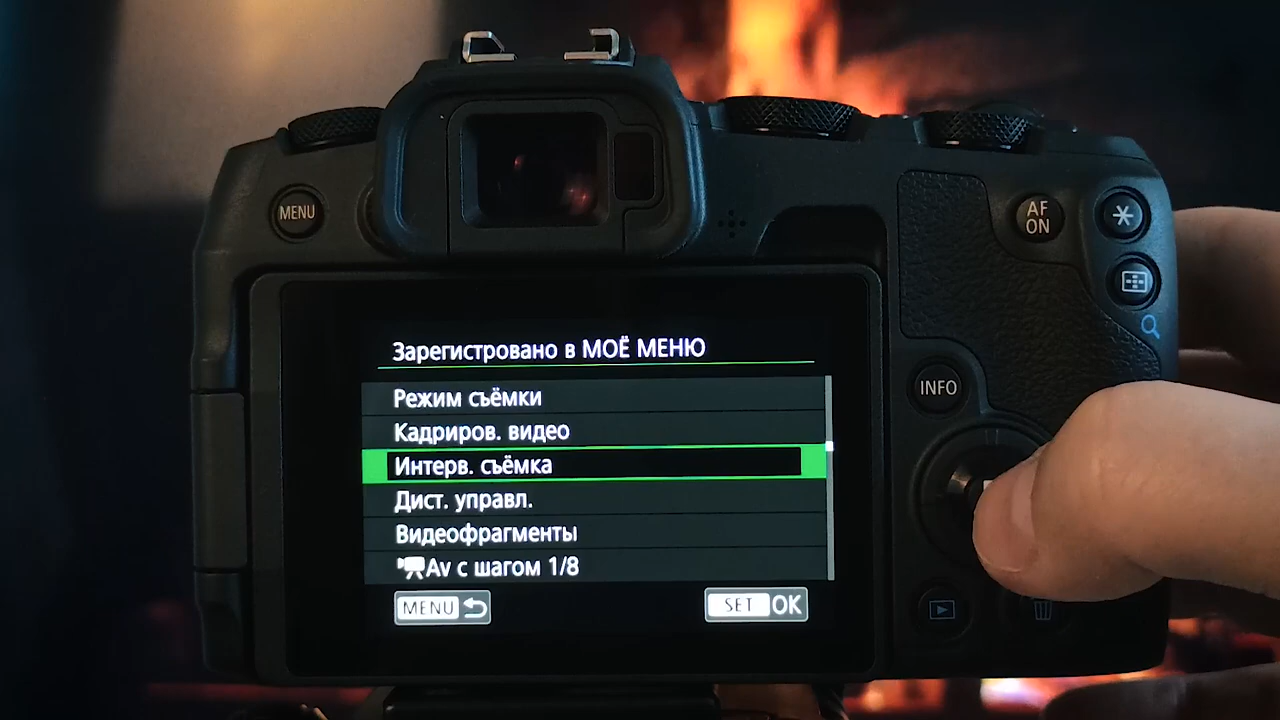 MENU
AF
ON
INFO
Зарегистровано в МОЁ МЕНЮ
Режим съёмки
Кадриров. видео
Интерв. съёмка
Дист. управл.
Видеофрагменты
Av с шагом 1/8
MENU
SET OK